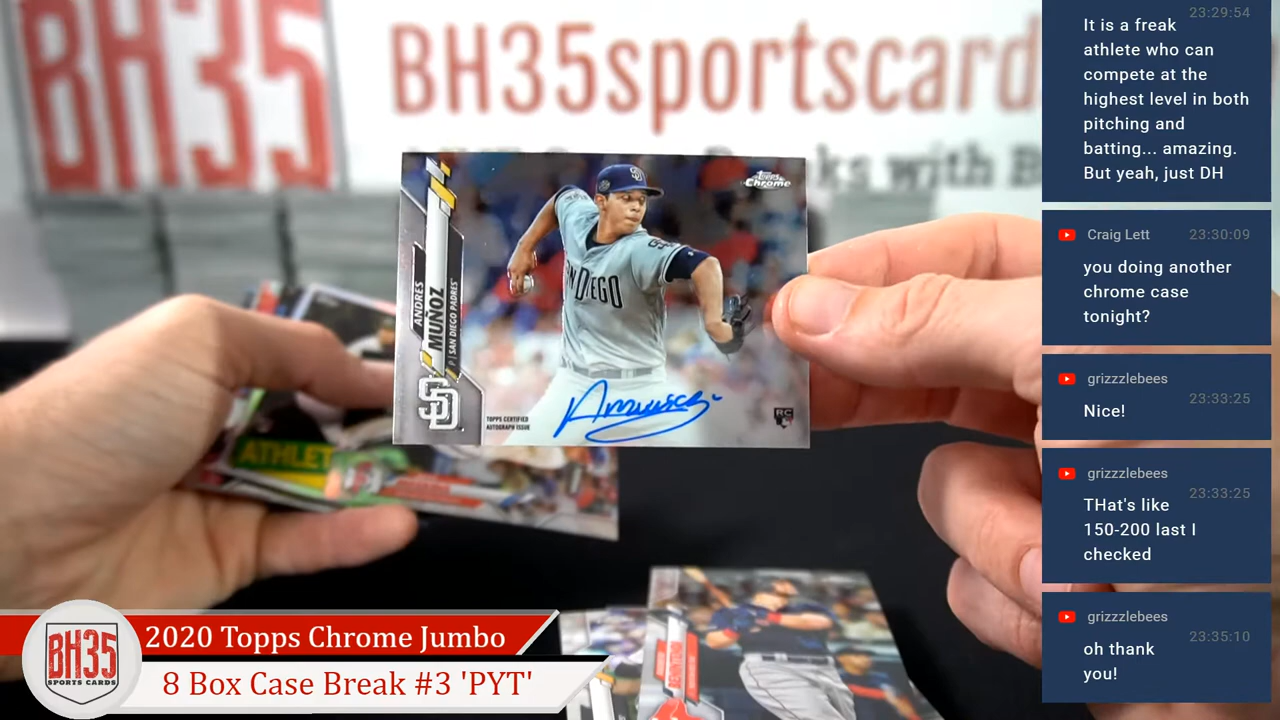 BH35
BH35sportscard
ks with B
Topps
Chrome
ANDRES
MUÑOZ
P | SAN DIEGO PADRES™
SD
SAN DIEGO
TOPPS CERTIFIED
AUTOGRAPH ISSUE
RC
ATHLET
BH35
SPORTS CARDS
2020 Topps Chrome Jumbo
8 Box Case Break #3 'PYT'
23:29:54
It is a freak
athlete who can
compete at the
highest level in both
pitching and
batting... amazing.
But yeah, just DH
Craig Lett 23:30:09
you doing another
chrome case
tonight?
grizzzlebees 23:33:25
Nice!
grizzzlebees 23:33:25
THat's like
150-200 last I
checked
grizzzlebees 23:35:10
oh thank
you!